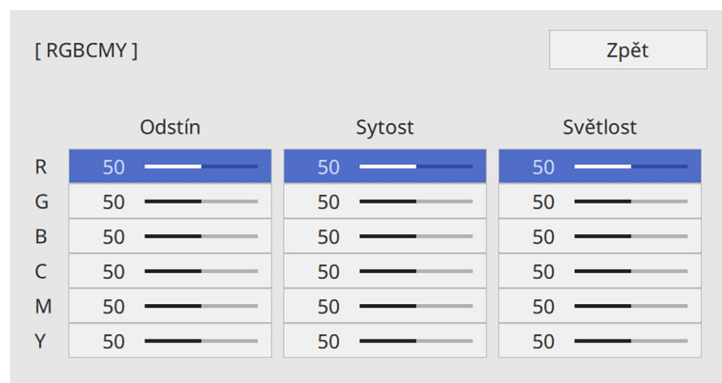 [ RGBCMY ] Zpět
Odstín Sytost Světlost
R 50 50 50
G 50 50 50
B 50 50 50
C 50 50 50
M 50 50 50
Y 50 50 50